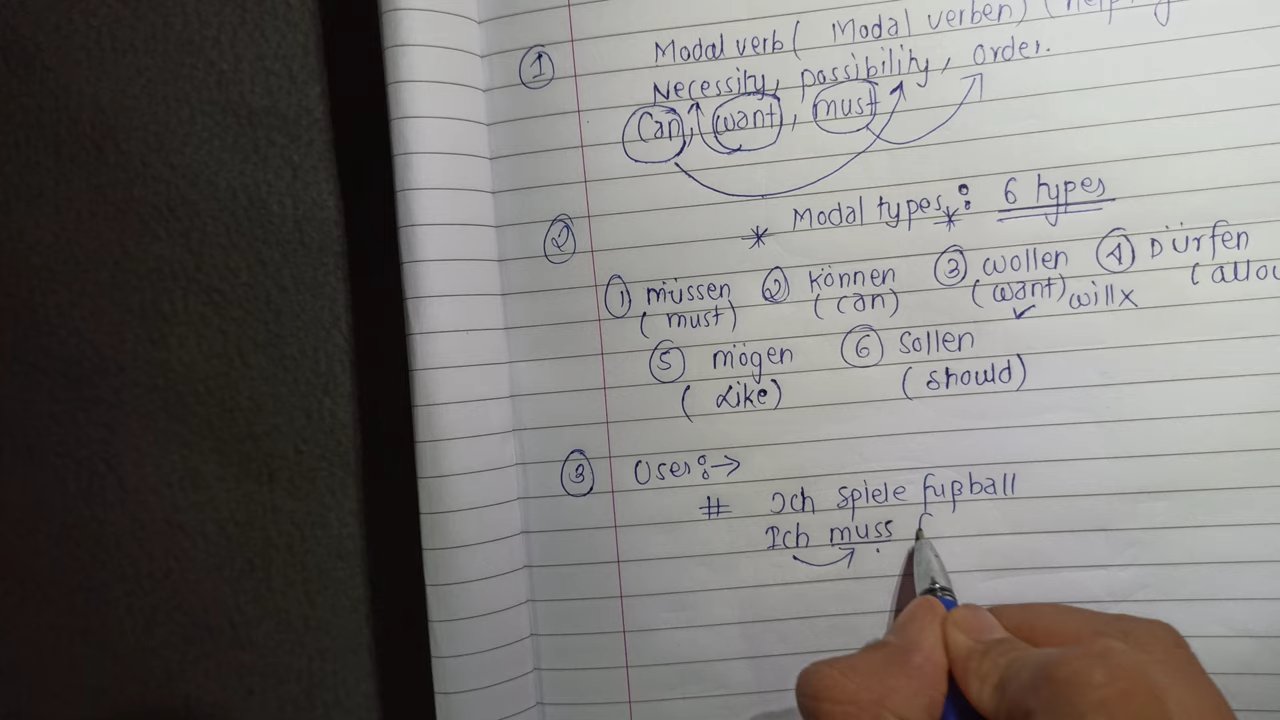 ① Modal verb ( Modal verben) (
Necessity, possibility, order.
Can, want, must
② * Modal types * : 6 types
① müssen ② können ③ wollen ④ Dürfen
( must) ( can) ( want) will x
⑤ mögen ⑥ sollen
( Like) ( should)
③ Use: →
# Ich spiele fußball
Ich muss